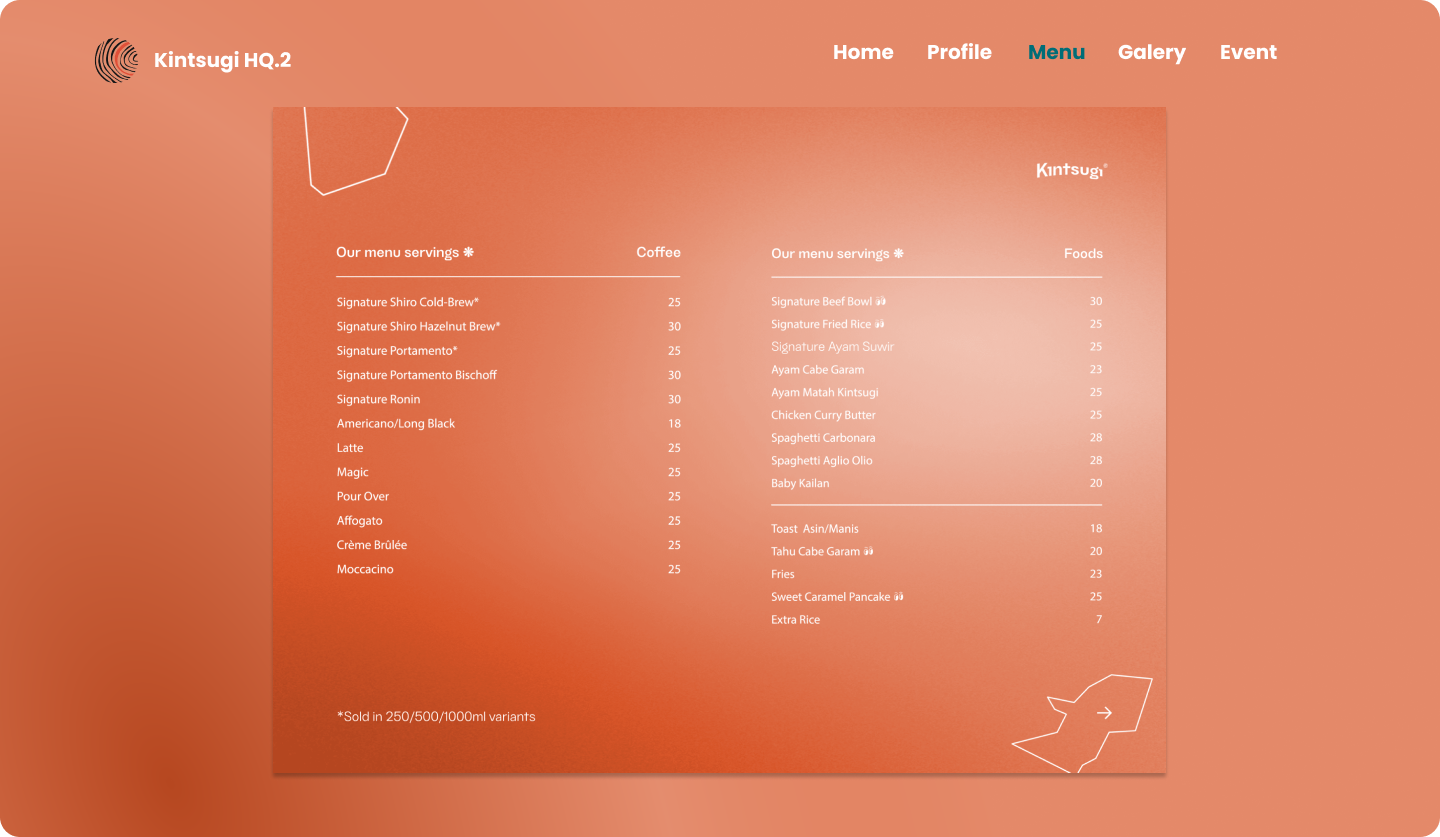 Kintsugi HQ.2
Home Profile Menu Galery Event
Kintsugi®
Our menu servings ❋ Coffee
Signature Shiro Cold-Brew* 25
Signature Shiro Hazelnut Brew* 30
Signature Portamento* 25
Signature Portamento Bischoff 30
Signature Ronin 30
Americano/Long Black 18
Latte 25
Magic 25
Pour Over 25
Affogato 25
Crème Brûlée 25
Moccacino 25
*Sold in 250/500/1000ml variants
Our menu servings ❋ Foods
Signature Beef Bowl 30
Signature Fried Rice 25
Signature Ayam Suwir 25
Ayam Cabe Garam 23
Ayam Matah Kintsugi 25
Chicken Curry Butter 25
Spaghetti Carbonara 28
Spaghetti Aglio Olio 28
Baby Kailan 20
Toast Asin/Manis 18
Tahu Cabe Garam 20
Fries 23
Sweet Caramel Pancake 25
Extra Rice 7